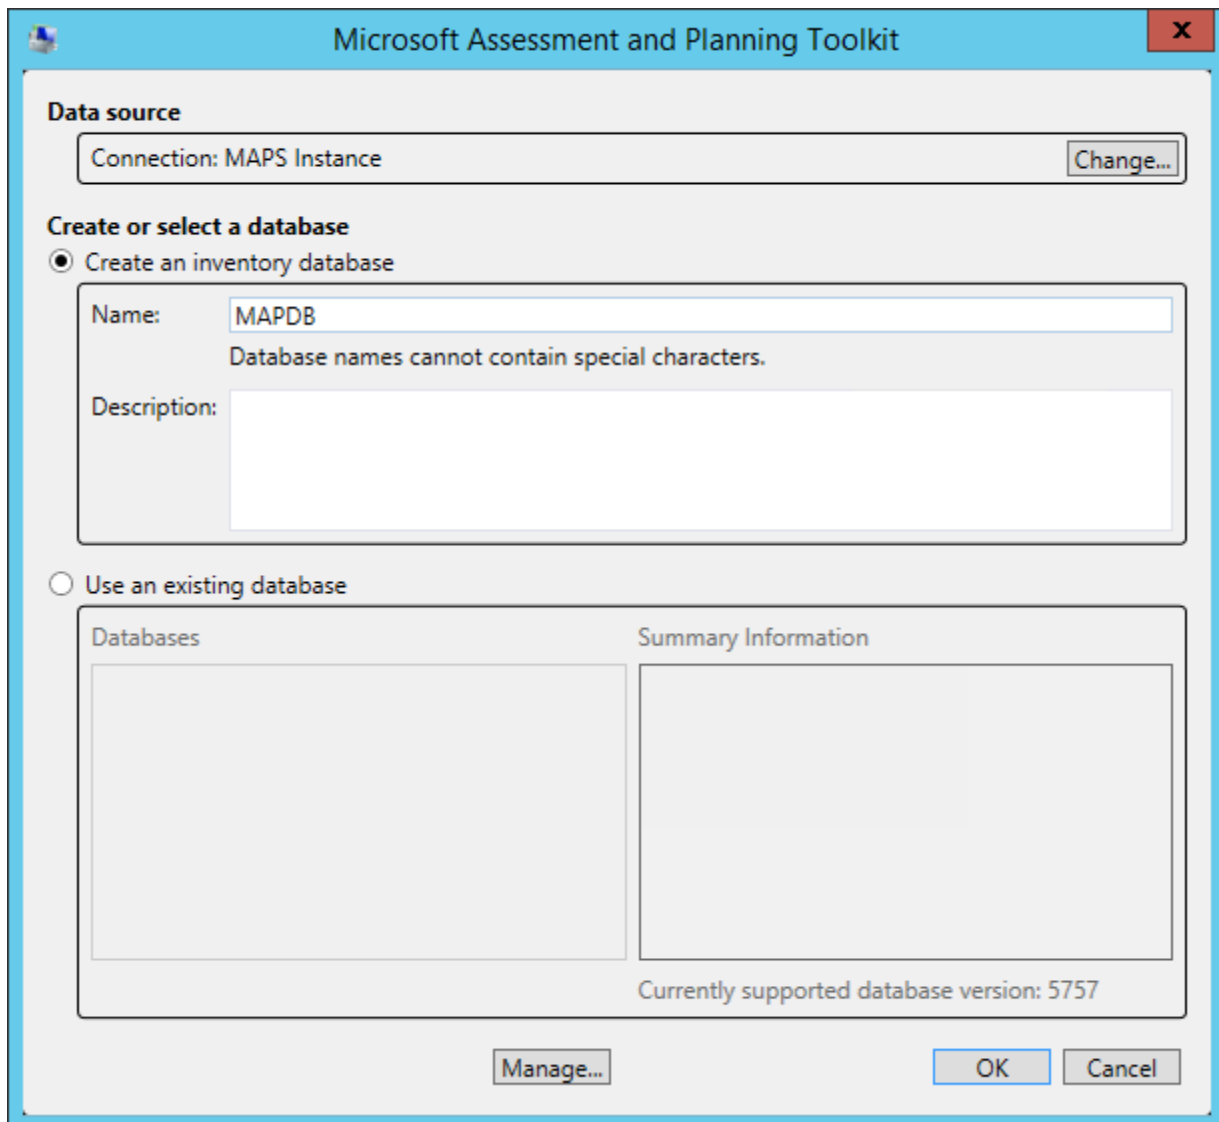 Microsoft Assessment and Planning Toolkit
x
Data source
Connection: MAPS Instance
Change...
Create or select a database
Create an inventory database
Name:
MAPDB
Database names cannot contain special characters.
Description:
Use an existing database
Databases
Summary Information
Currently supported database version: 5757
Manage...
OK
Cancel